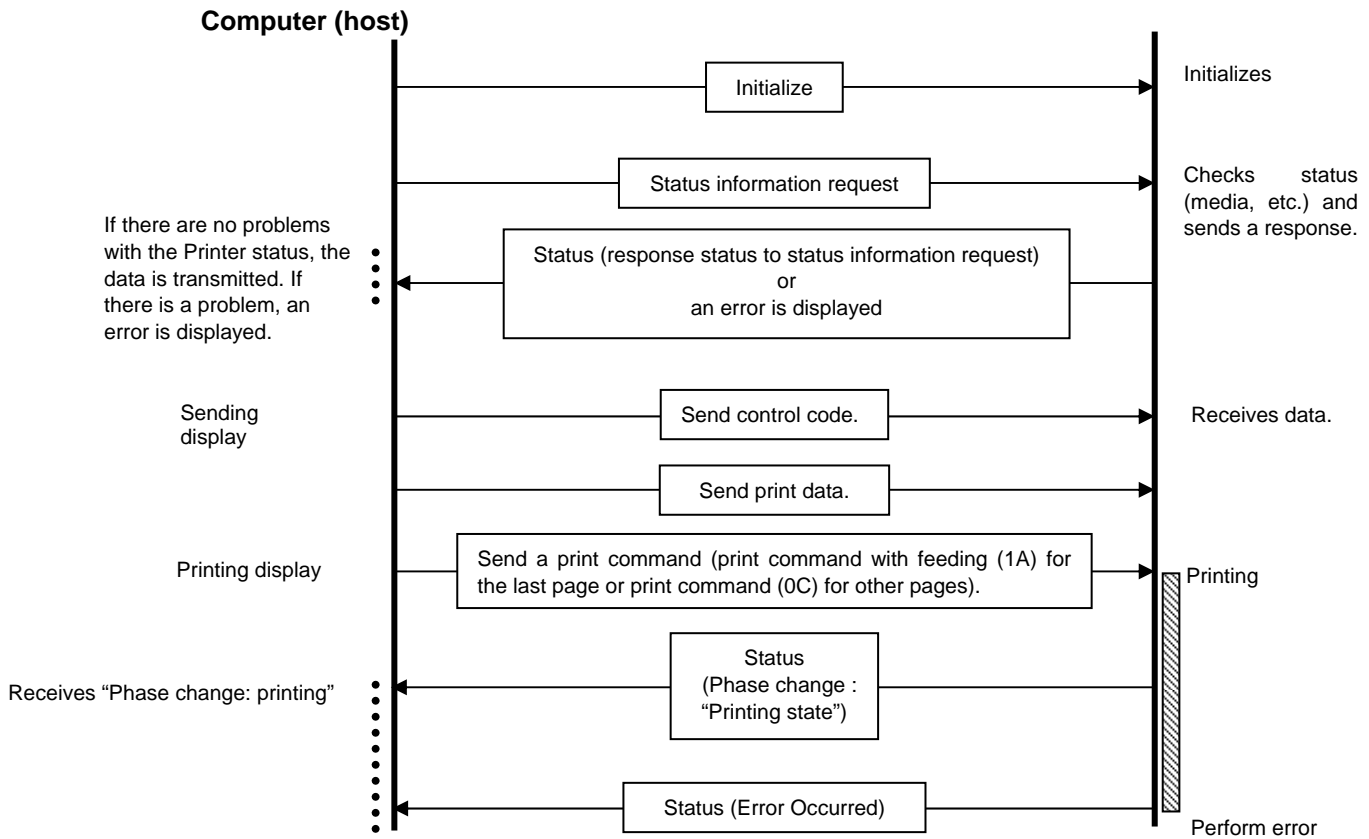 Computer (host)
Initialize
Initializes
Status information request
Checks status
(media, etc.) and
sends a response.
If there are no problems
with the Printer status, the
data is transmitted. If
there is a problem, an
error is displayed.
Status (response status to status information request)
or
an error is displayed
Sending
display
Send control code.
Receives data.
Send print data.
Printing display
Send a print command (print command with feeding (1A) for
the last page or print command (0C) for other pages).
Printing
Status
(Phase change :
“Printing state”)
Receives “Phase change: printing”
Status (Error Occurred)
Perform error